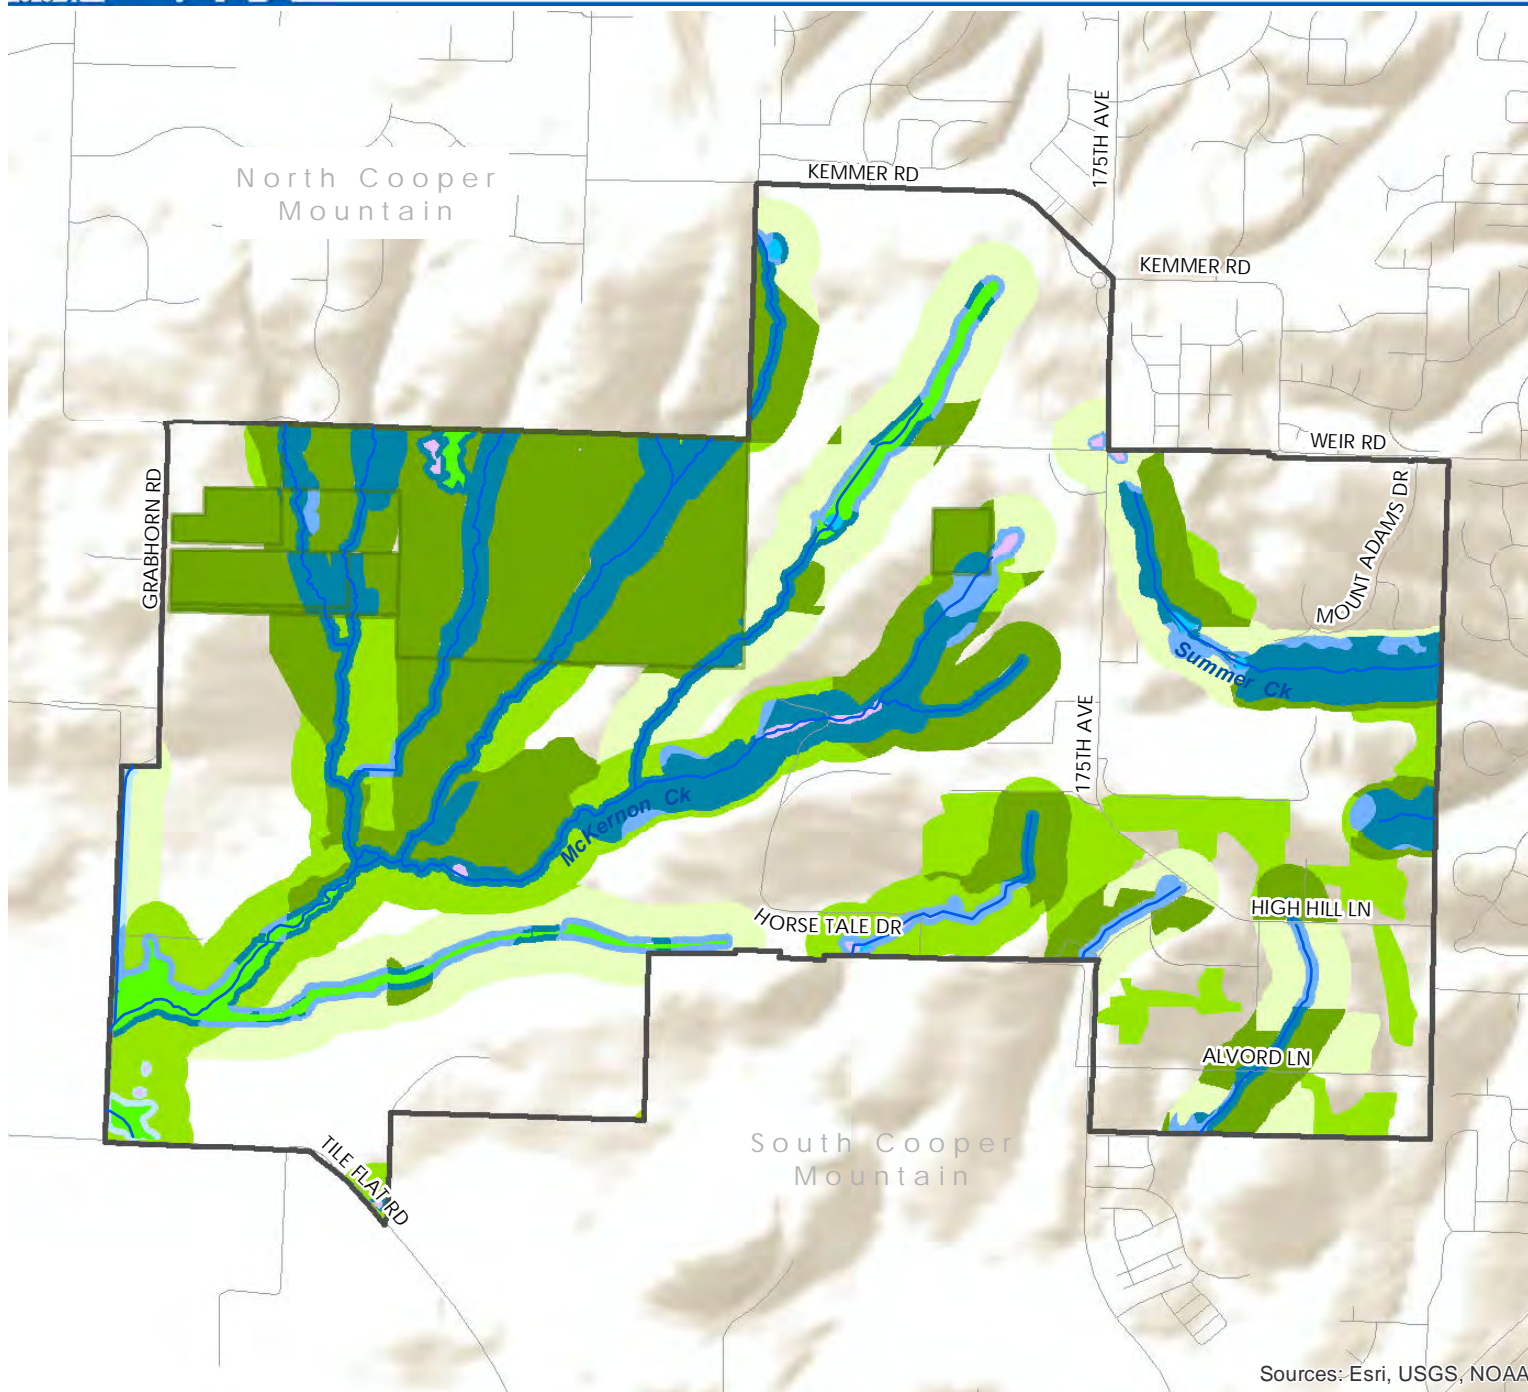 KEMMER RD
175TH AVE
North Cooper
Mountain
KEMMER RD
WEIR RD
GRABHORN RD
MOUNT ADAMS DR
Summer Ck
175TH AVE
McKernon Ck
HORSE TALE DR
HIGH HILL LN
ALVORD LN
South Cooper
Mountain
TILE FLAT RD
Sources: Esri, USGS, NOAA